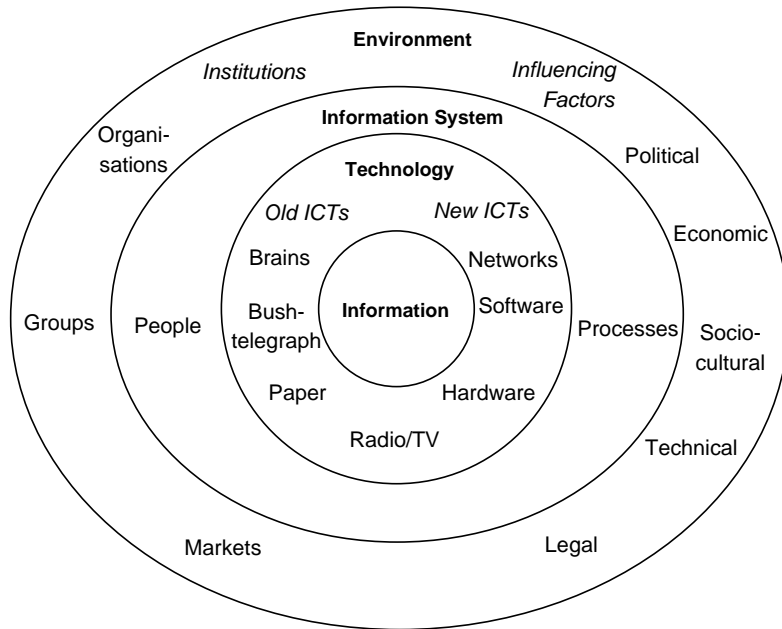 Environment
Institutions
Influencing
Factors
Organi-
sations
Information System
Political
Technology
Old ICTs
New ICTs
Economic
Brains
Networks
Information
Software
Groups
People
Bush-
telegraph
Processes
Socio-
cultural
Paper
Hardware
Radio/TV
Technical
Markets
Legal